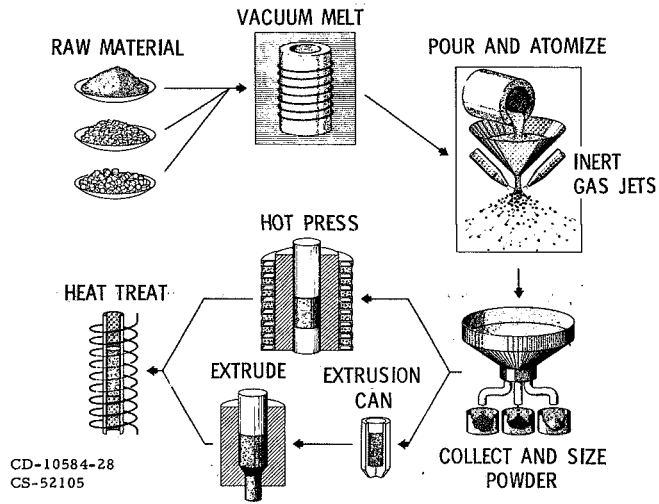 VACUUM MELT
RAW MATERIAL
POUR AND ATOMIZE
INERT
GAS JETS
HOT PRESS
HEAT TREAT
EXTRUDE
EXTRUSION
CAN
COLLECT AND SIZE
POWDER
CD-10584-28
CS-52105